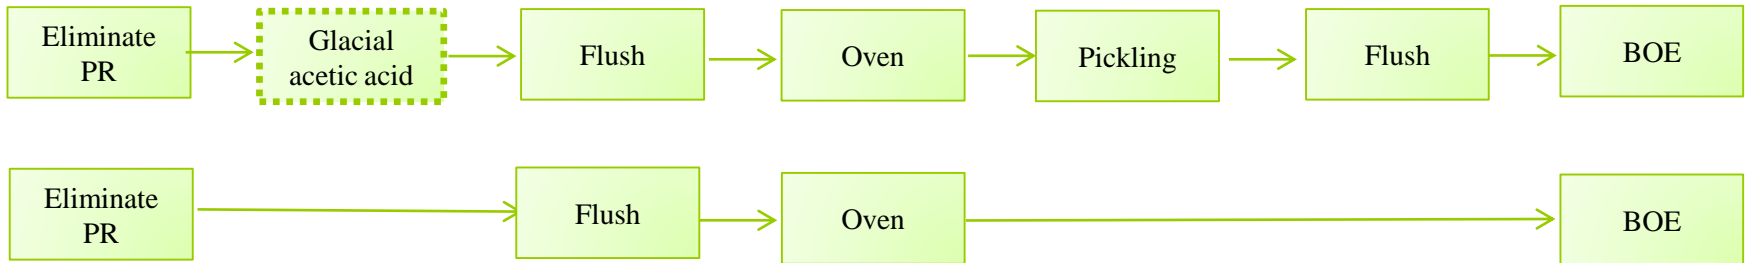 Eliminate
PR
Glacial
acetic acid
Flush
Oven
Pickling
Flush
BOE
Eliminate
PR
Flush
Oven
BOE